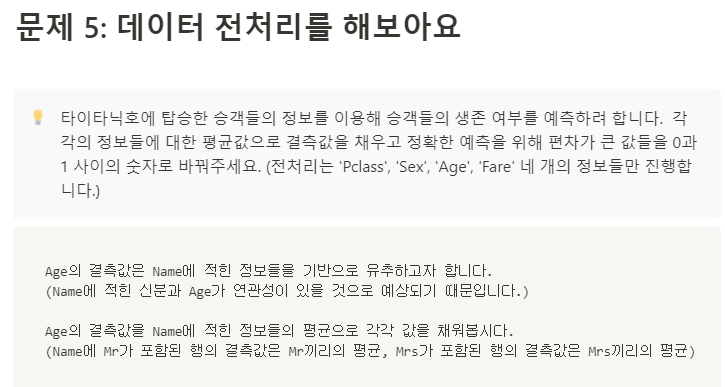 문제 5: 데이터 전처리를 해보아요
타이타닉호에 탑승한 승객들의 정보를 이용해 승객들의 생존 여부를 예측하려 합니다. 각
각의 정보들에 대한 평균값으로 결측값을 채우고 정확한 예측을 위해 편차가 큰 값들을 0과
1 사이의 숫자로 바꿔주세요. (전처리는 'Pclass', 'Sex', 'Age', 'Fare' 네 개의 정보들만 진행합
니다.)
Age의 결측값은 Name에 적힌 정보들을 기반으로 유추하고자 합니다.
(Name에 적힌 신분과 Age가 연관성이 있을 것으로 예상되기 때문입니다.)
Age의 결측값을 Name에 적힌 정보들의 평균으로 각각 값을 채워봅시다.
(Name에 Mr가 포함된 행의 결측값은 Mr끼리의 평균, Mrs가 포함된 행의 결측값은 Mrs끼리의 평균)